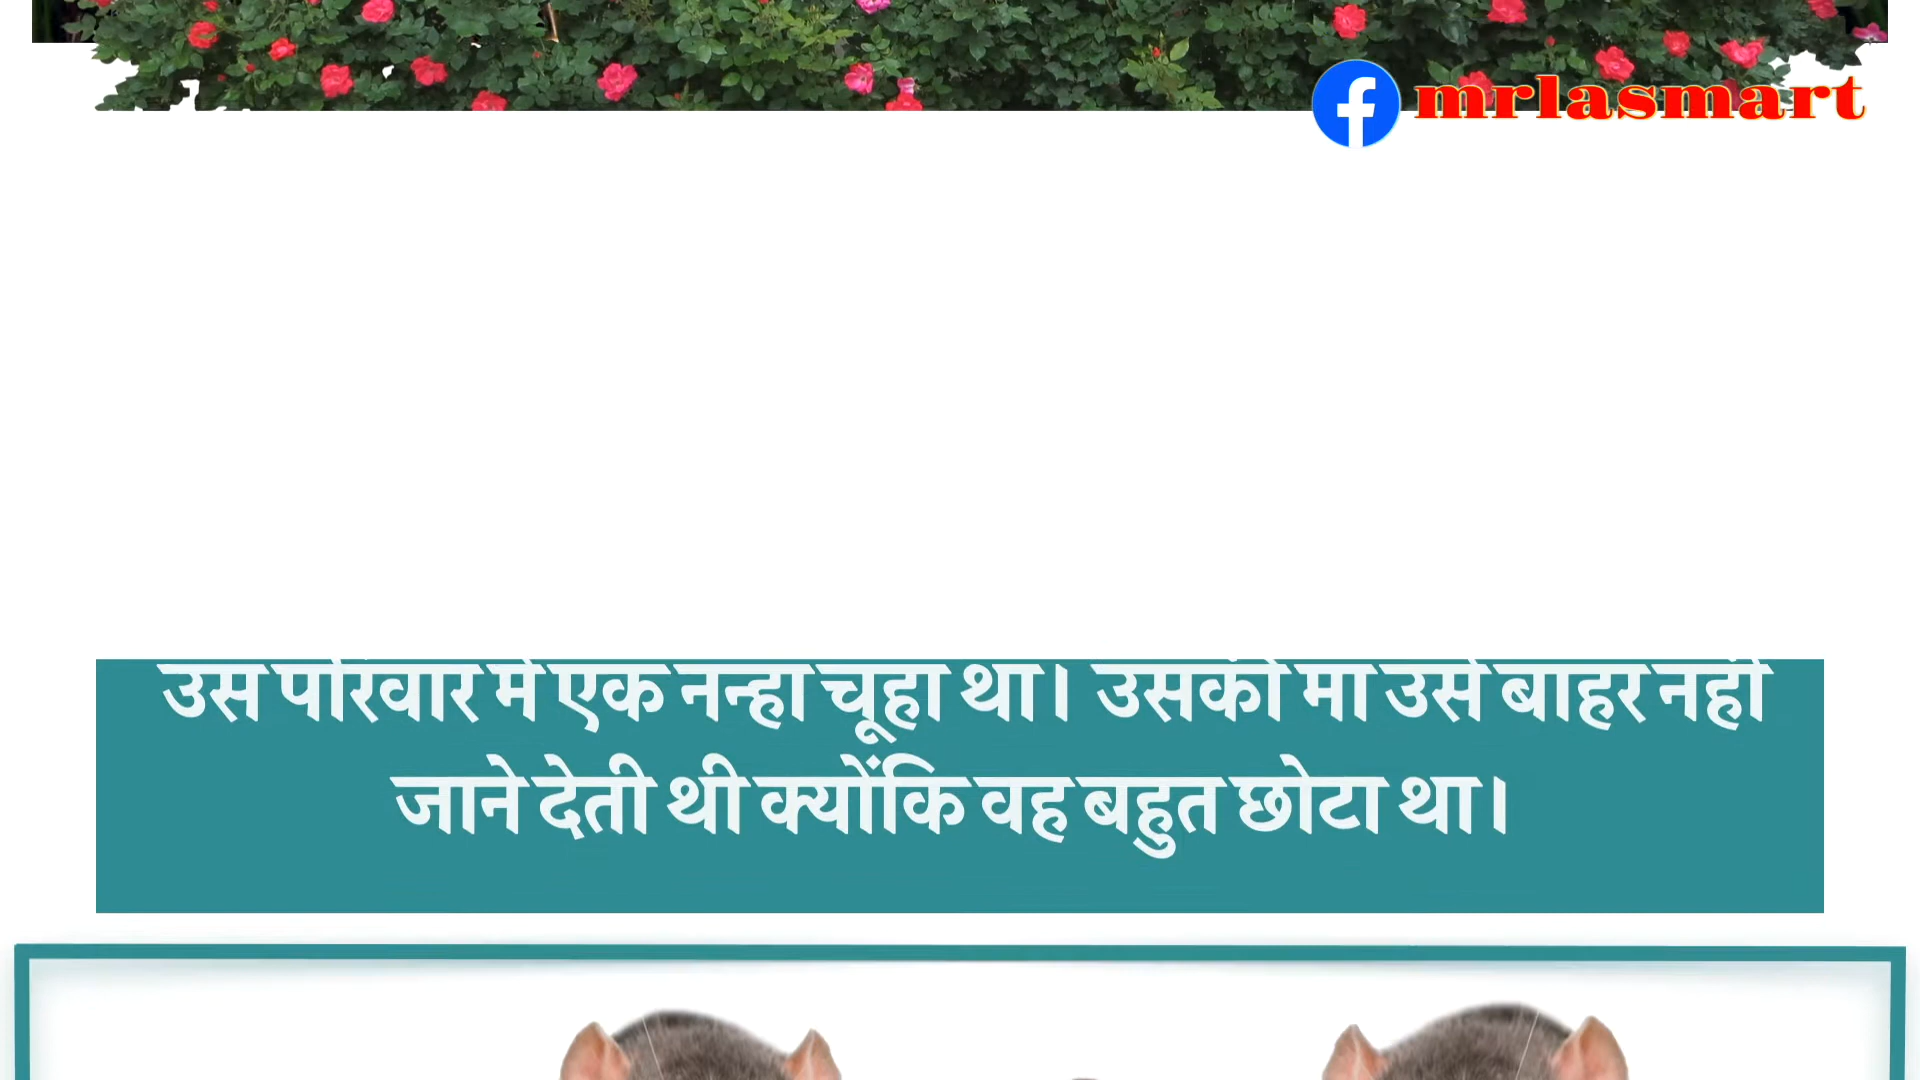 mrlasmart
उस परिवार में एक नन्हा चूहा था। उसकी माँ उसे बाहर नहीं
जाने देती थी क्योंकि वह बहुत छोटा था।